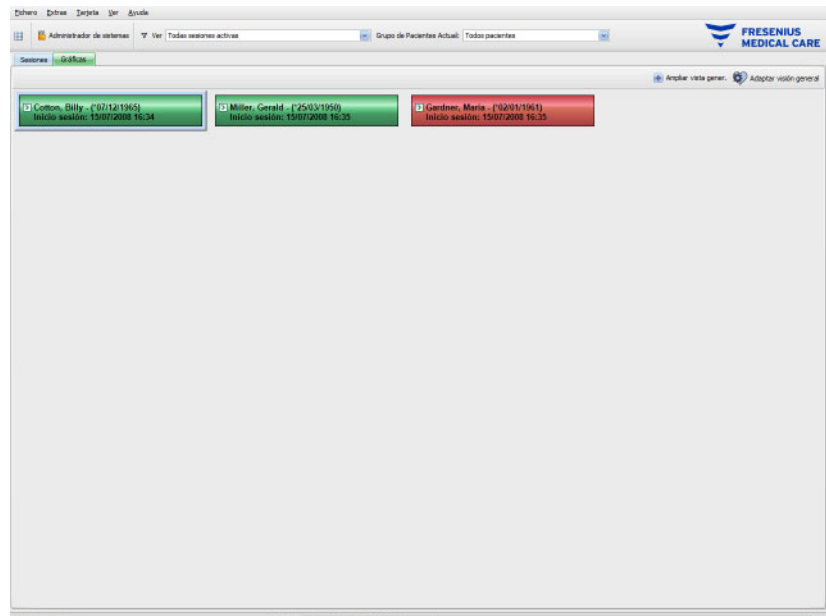 Fichero Extras Tarjeta Ver Ayuda
Administrador de sistemas Ver Todas sesiones activas Grupo de Pacientes Actual: Todos pacientes
FRESENIUS
MEDICAL CARE
Sesiones Gráficas
Ampliar vista gener. Adaptar visión general
Cotton, Billy - (*07/12/1965)
Inicio sesión: 15/07/2008 16:34
Miller, Gerald - (*25/03/1950)
Inicio sesión: 15/07/2008 16:35
Gardner, Maria - (*02/01/1961)
Inicio sesión: 15/07/2008 16:35